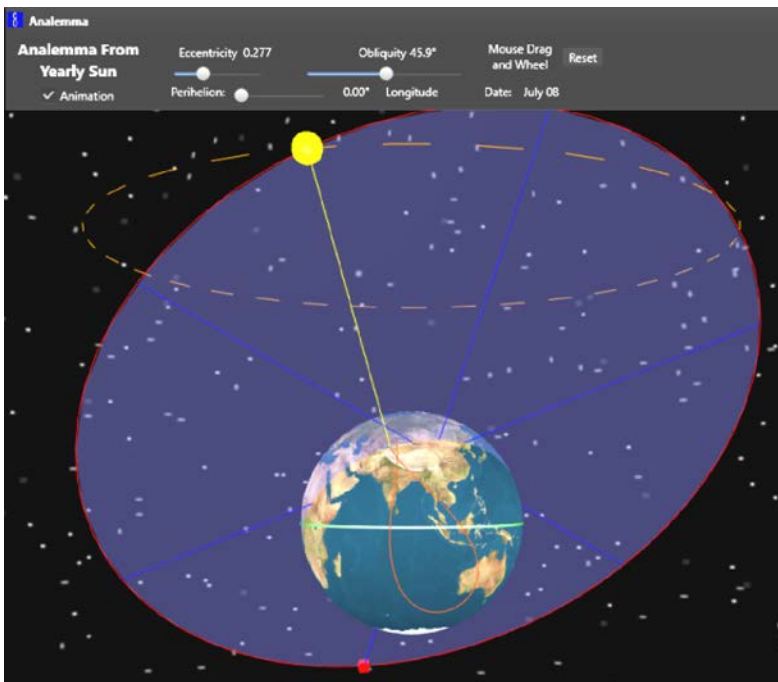 Analemma
Analemma From
Yearly Sun
✓ Animation
Eccentricity 0.277
Obliquity 45.9°
Mouse Drag
and Wheel
Reset
Perihelion:
0.00° Longitude
Date: July 08